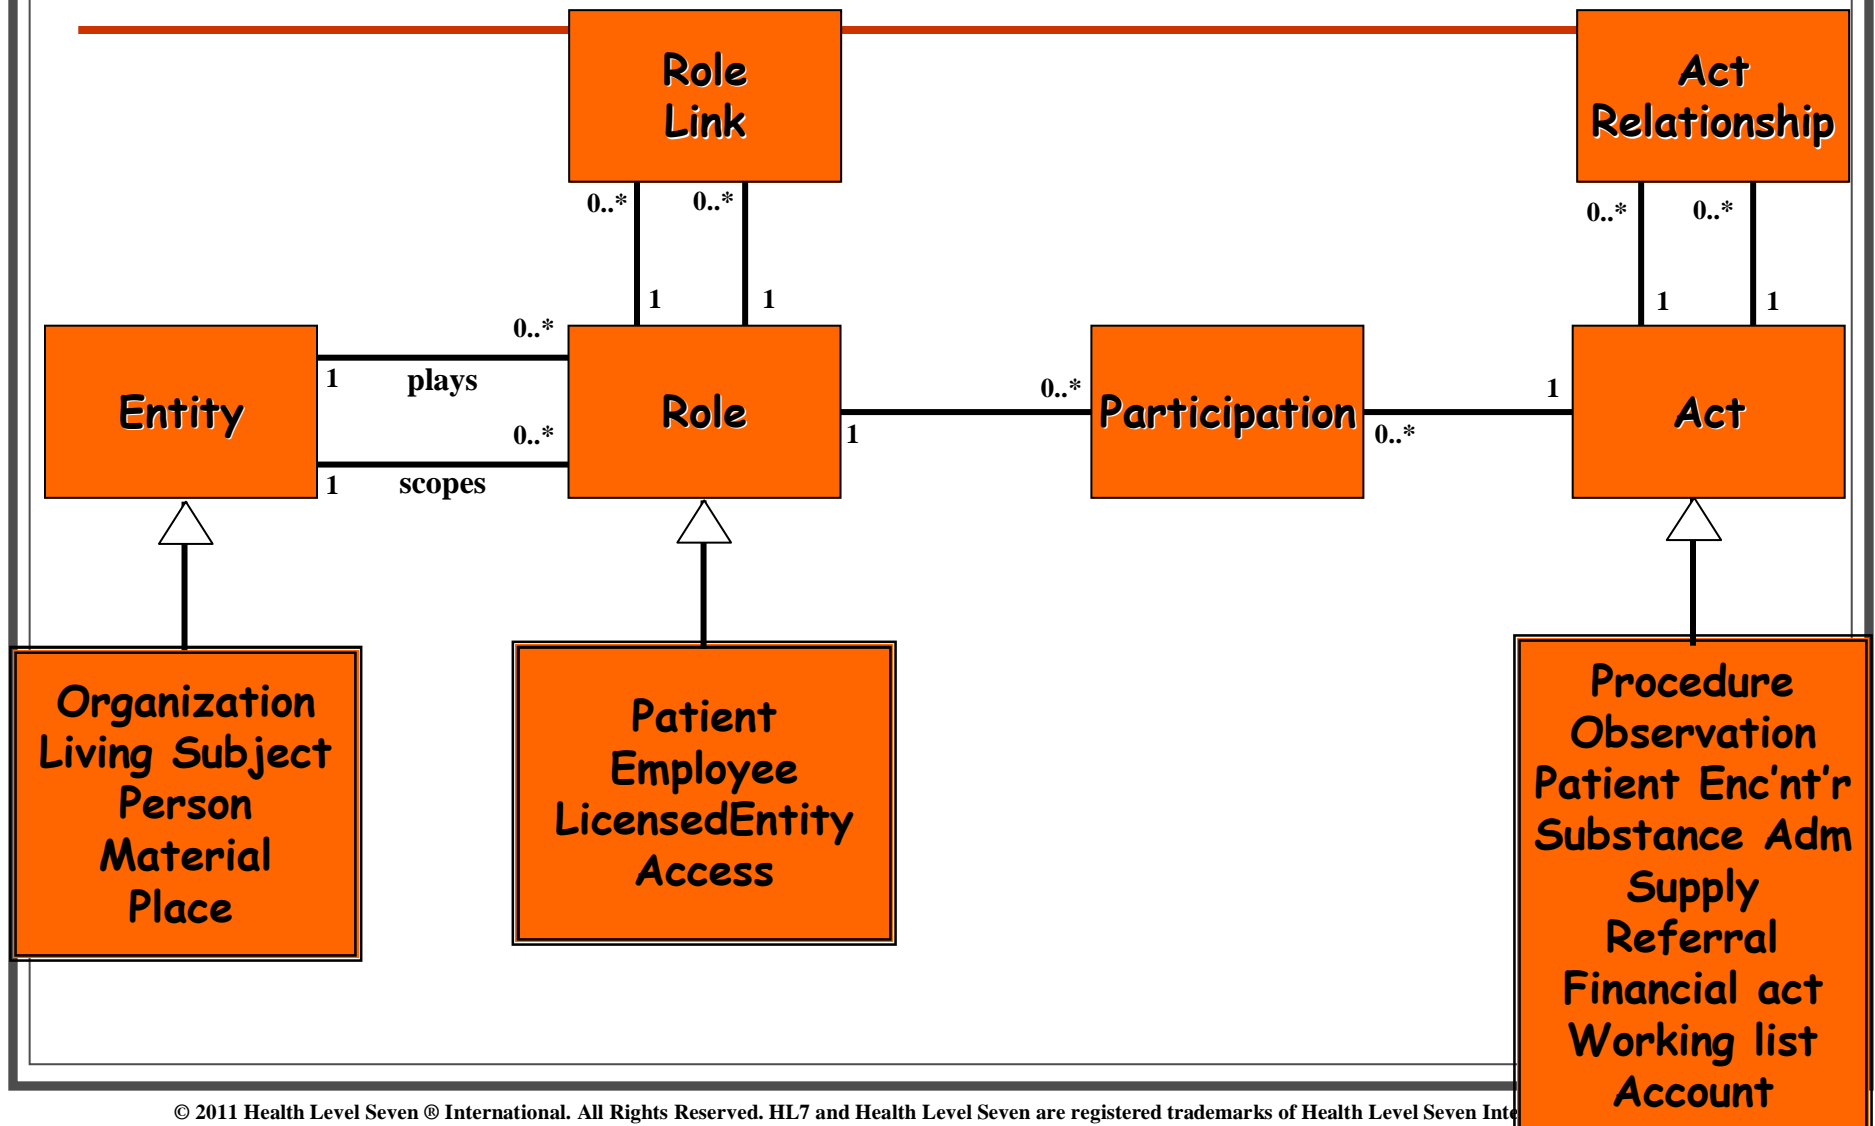 Role
Link
Act
Relationship
0..*
0..*
0..*
0..*
1
1
1
1
Entity
1
plays
0..*
1
scopes
0..*
Role
1
0..*
Participation
0..*
1
Act
Organization
Living Subject
Person
Material
Place
Patient
Employee
LicensedEntity
Access
Procedure
Observation
Patient Enc’nt’r
Substance Adm
Supply
Referral
Financial act
Working list
Account
© 2011 Health Level Seven ® International. All Rights Reserved. HL7 and Health Level Seven are registered trademarks of Health Level Seven